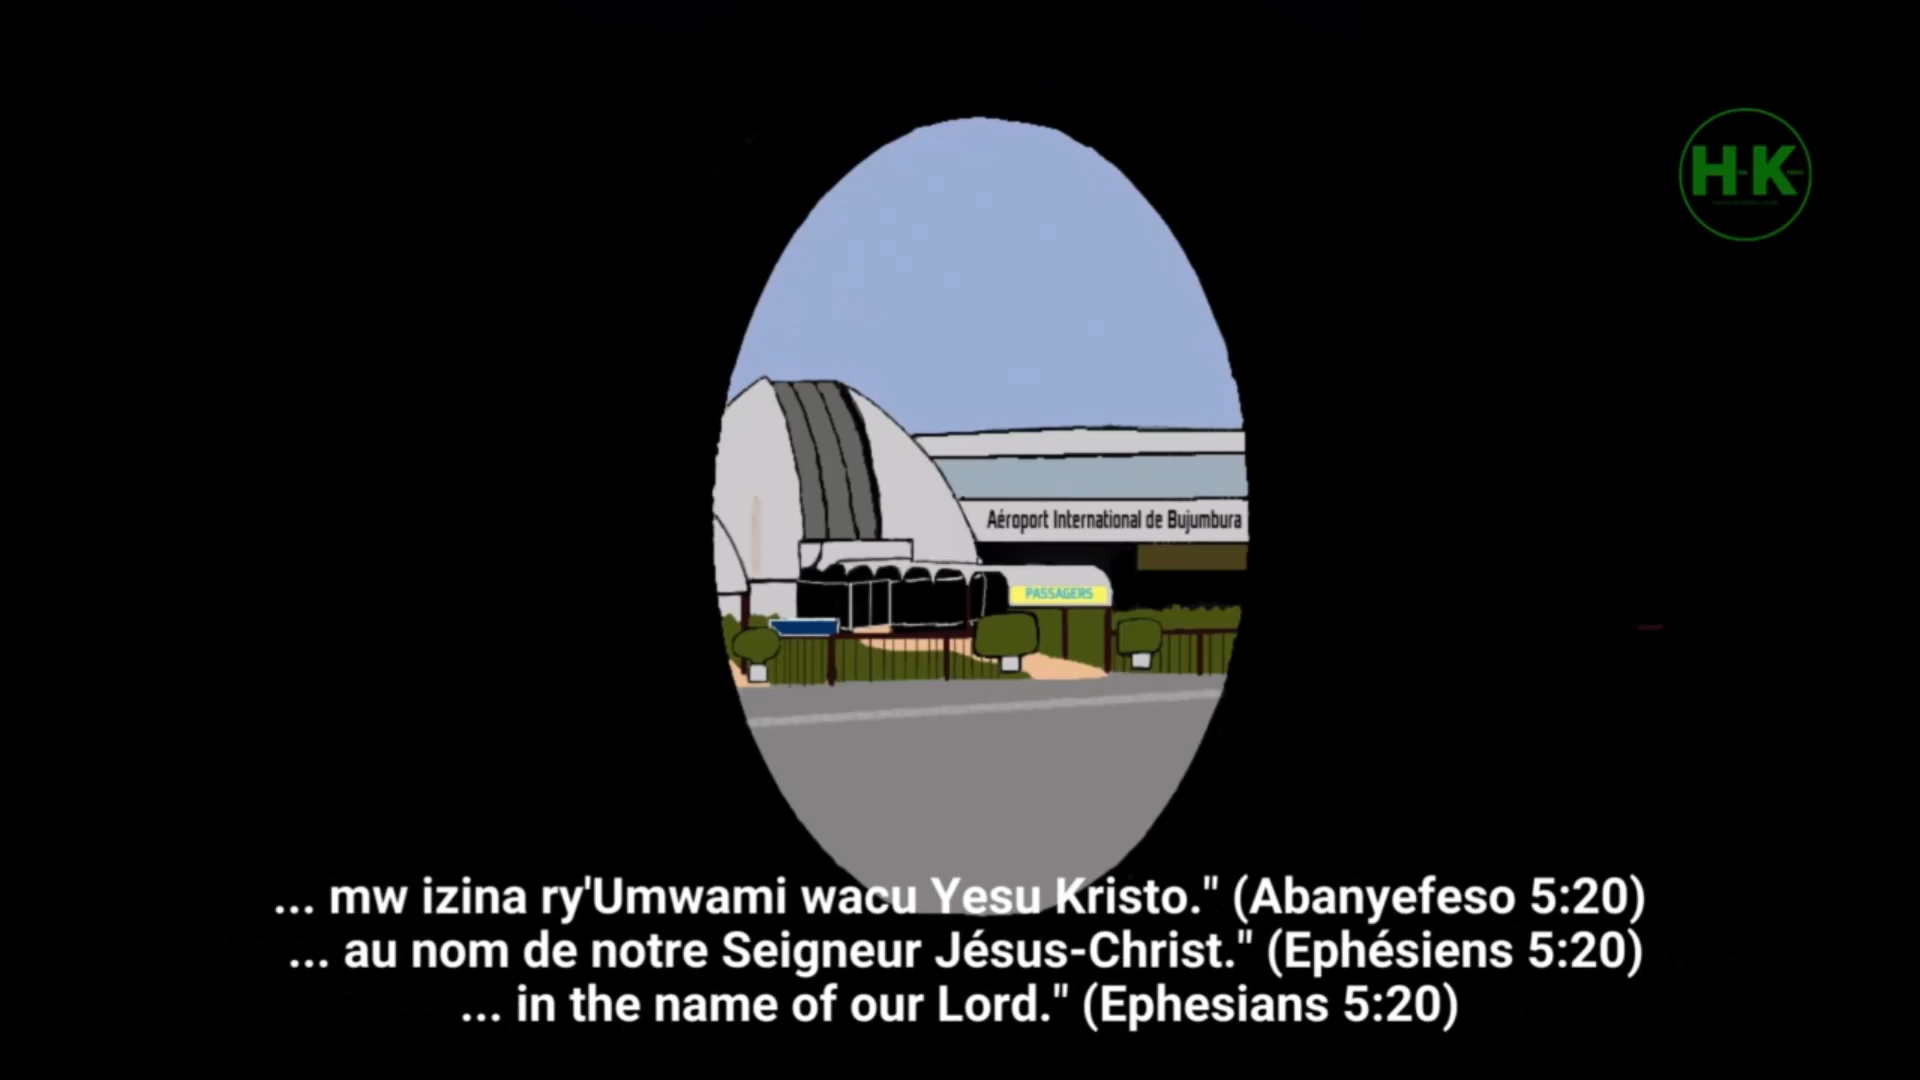 H-K-
Aéroport International de Bujumbura
PASSAGERS
... mw izina ry'Umwami wacu Yesu Kristo." (Abanyefeso 5:20)
... au nom de notre Seigneur Jésus-Christ." (Ephésiens 5:20)
... in the name of our Lord." (Ephesians 5:20)